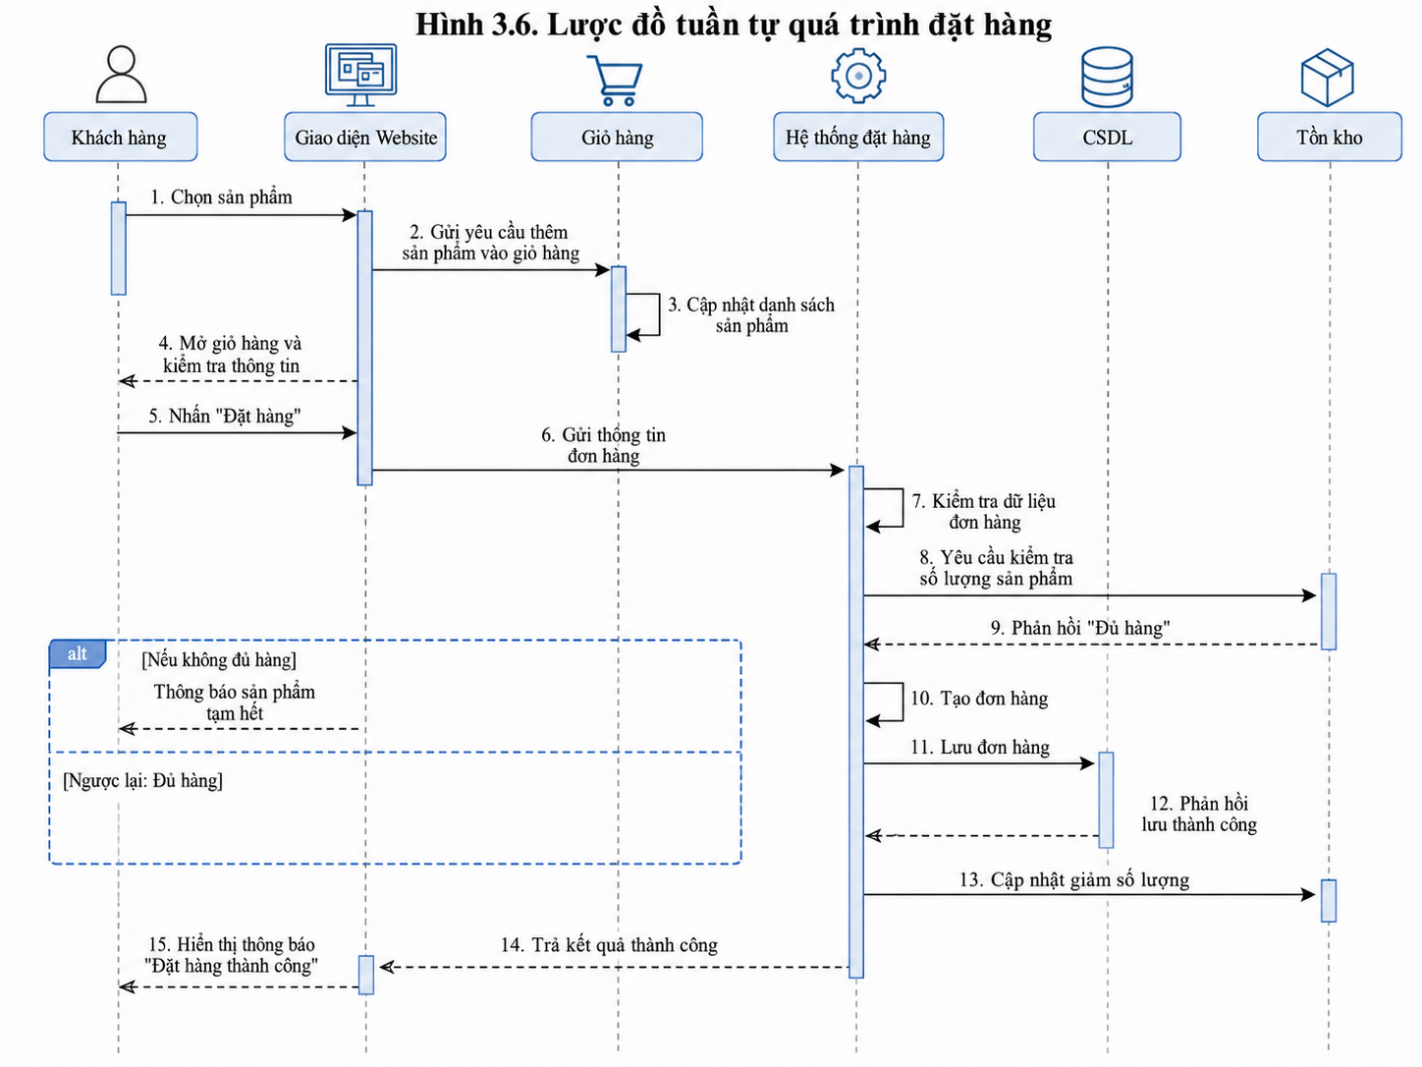 Hình 3.6. Lược đồ tuần tự quá trình đặt hàng
Khách hàng
Giao diện Website
Giỏ hàng
Hệ thống đặt hàng
CSDL
Tồn kho
1. Chọn sản phẩm
2. Gửi yêu cầu thêm
sản phẩm vào giỏ hàng
3. Cập nhật danh sách
sản phẩm
4. Mở giỏ hàng và
kiểm tra thông tin
5. Nhấn "Đặt hàng"
6. Gửi thông tin
đơn hàng
7. Kiểm tra dữ liệu
đơn hàng
8. Yêu cầu kiểm tra
số lượng sản phẩm
9. Phản hồi "Đủ hàng"
alt
[Nếu không đủ hàng]
Thông báo sản phẩm
tạm hết
10. Tạo đơn hàng
11. Lưu đơn hàng
[Ngược lại: Đủ hàng]
12. Phản hồi
lưu thành công
13. Cập nhật giảm số lượng
14. Trả kết quả thành công
15. Hiển thị thông báo
"Đặt hàng thành công"